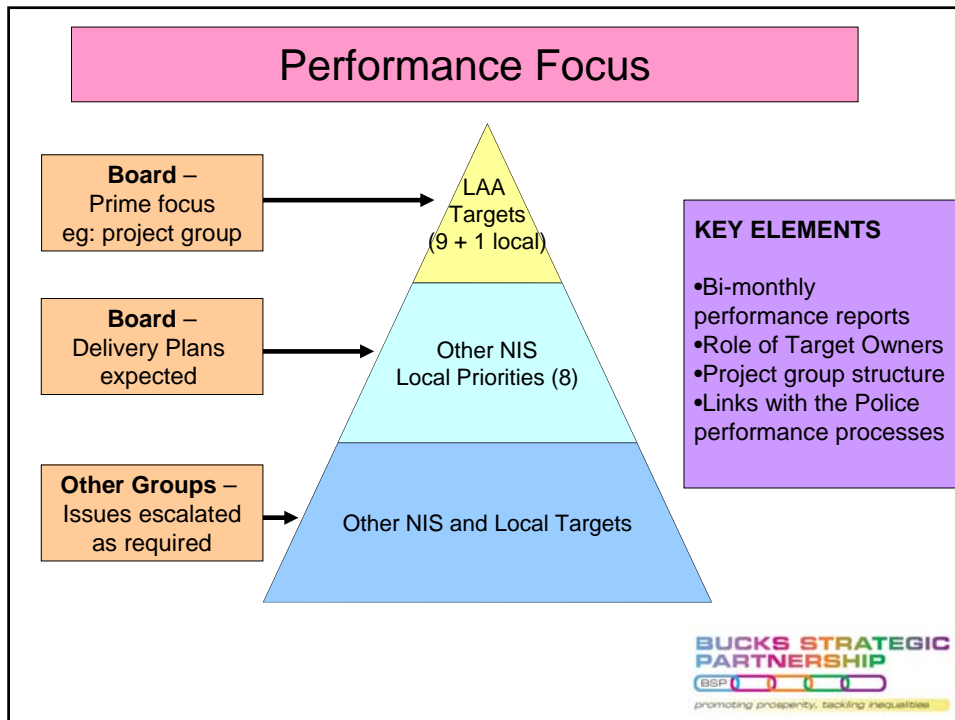 Performance Focus
Board –
Prime focus
eg: project group
LAA
Targets
(9 + 1 local)
Board –
Delivery Plans
expected
Other NIS
Local Priorities (8)
Other Groups –
Issues escalated
as required
Other NIS and Local Targets
KEY ELEMENTS
•Bi-monthly
performance reports
•Role of Target Owners
•Project group structure
•Links with the Police
performance processes
BUCKS STRATEGIC
PARTNERSHIP
BSP
promoting prosperity, tackling inequalities